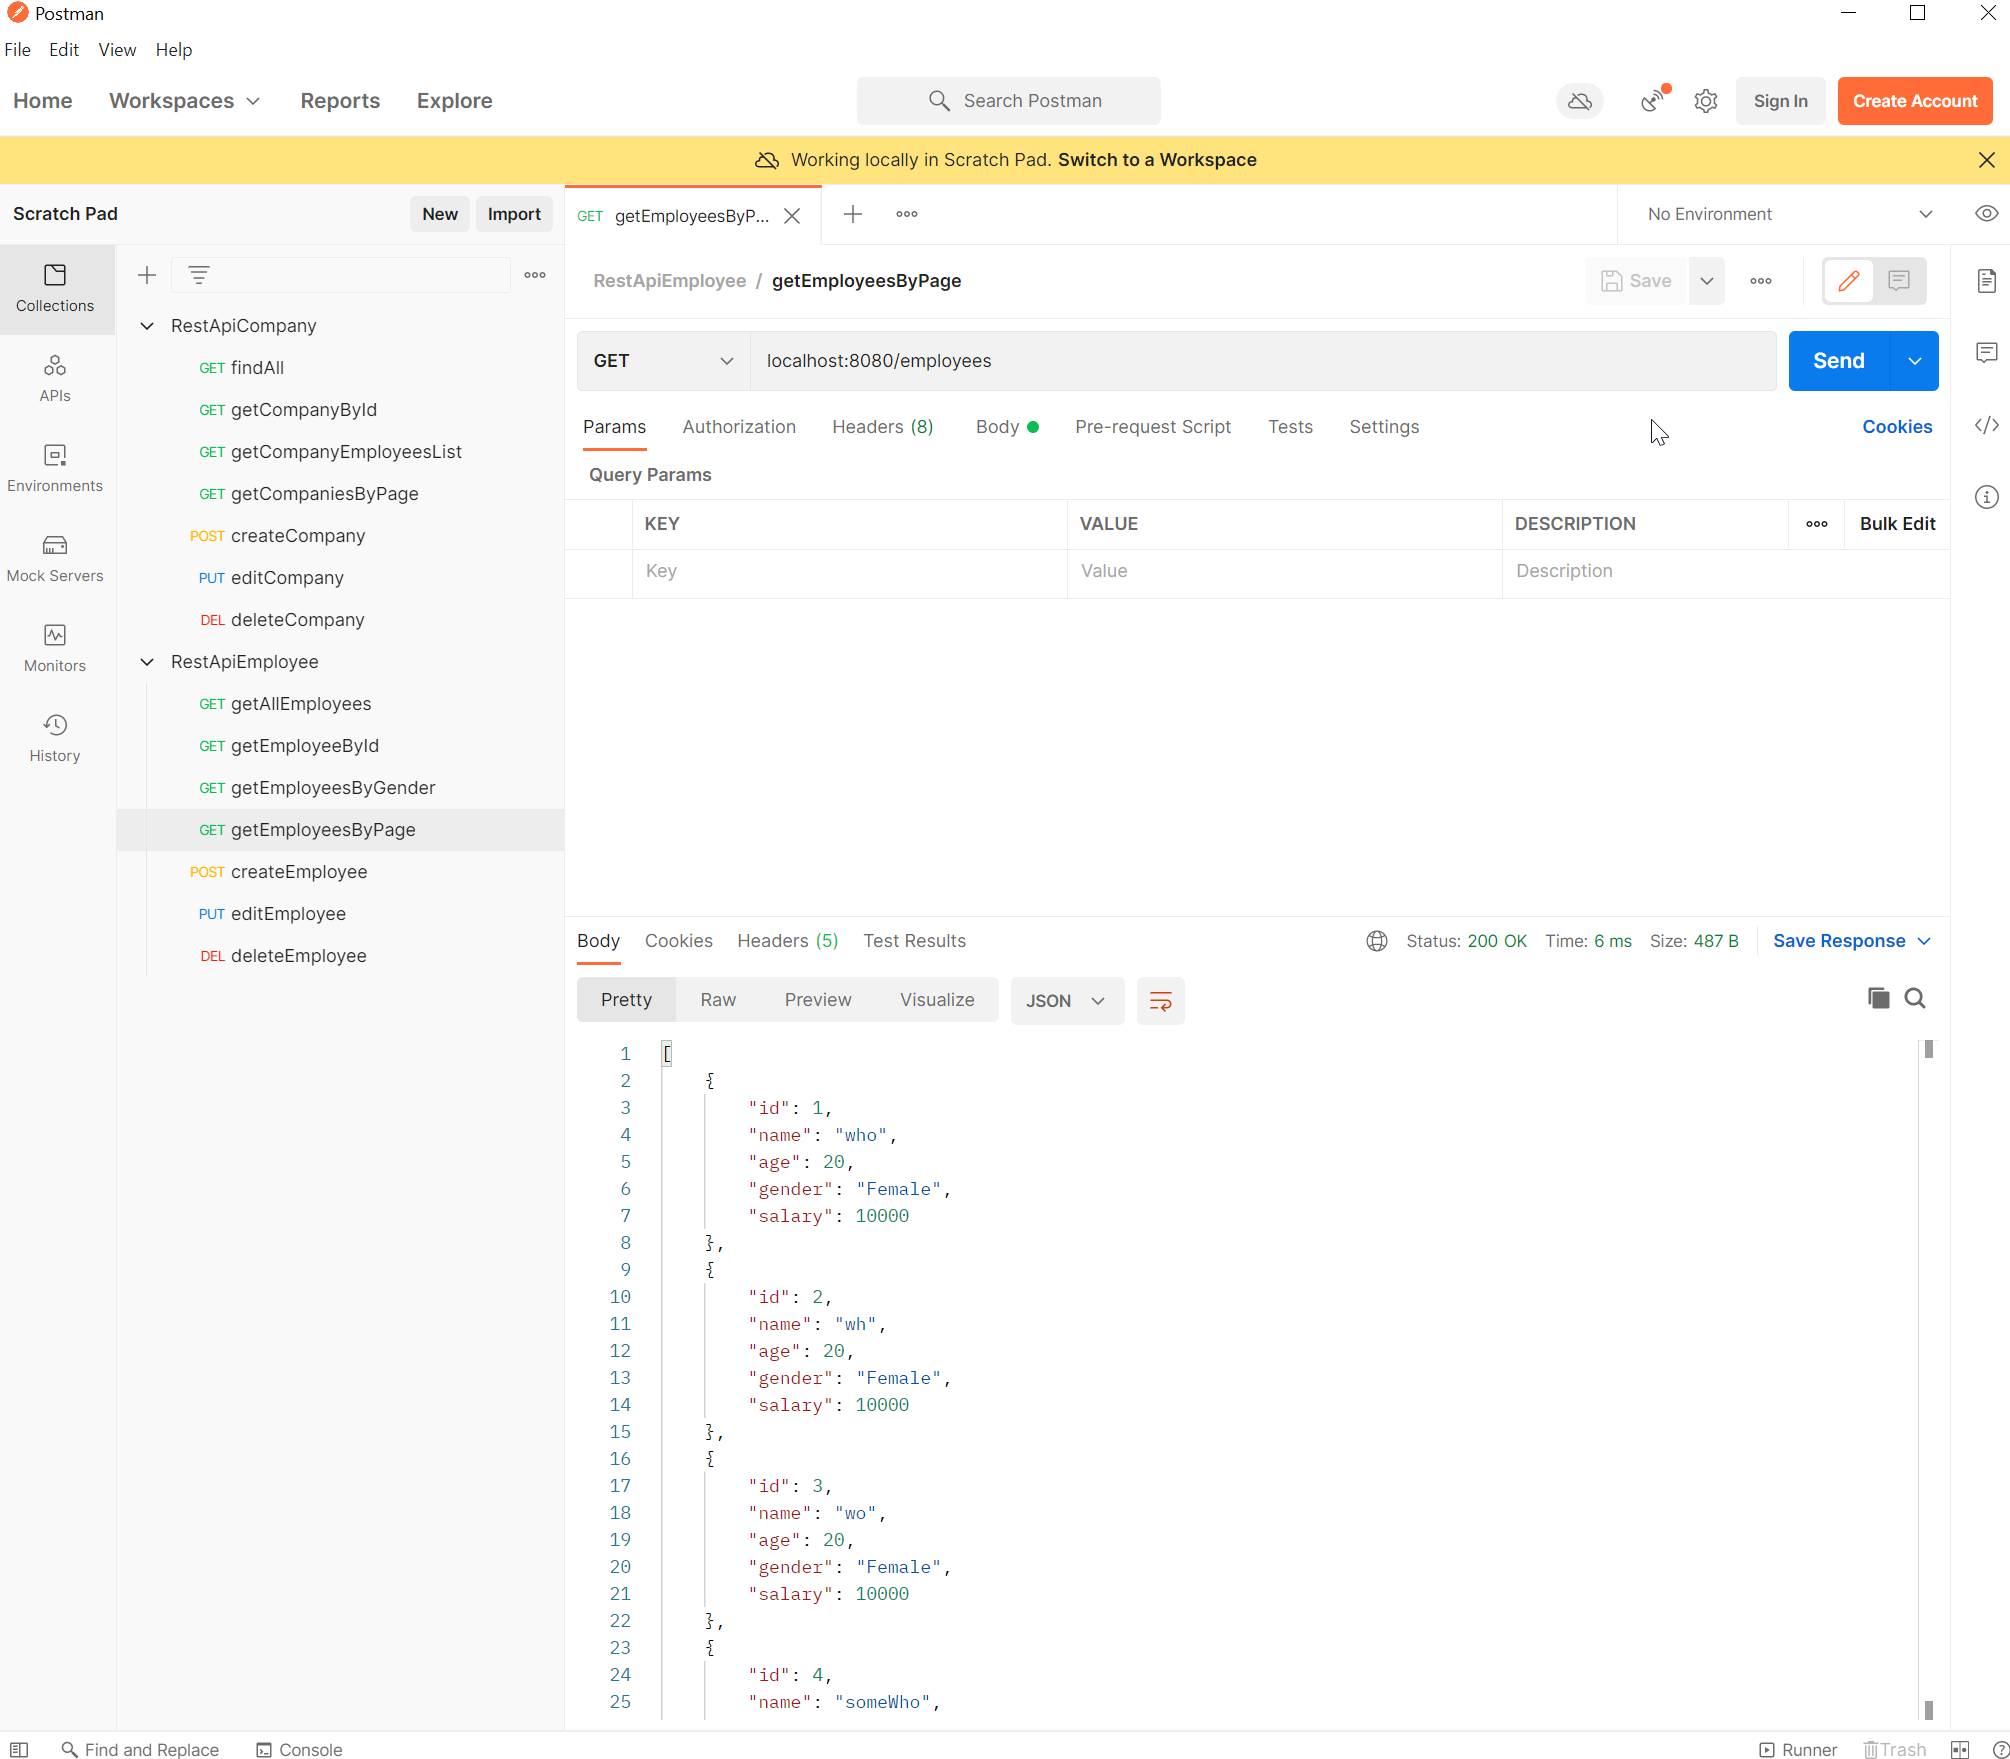 Postman
File Edit View Help
Home Workspaces Reports Explore Search Postman Sign In Create Account
Working locally in Scratch Pad. Switch to a Workspace
Scratch Pad New Import
GET getEmployeesByP... No Environment
Collections
APIs
Environments
Mock Servers
Monitors
History
RestApiCompany
GET findAll
GET getCompanyById
GET getCompanyEmployeesList
GET getCompaniesByPage
POST createCompany
PUT editCompany
DEL deleteCompany
RestApiEmployee
GET getAllEmployees
GET getEmployeeById
GET getEmployeesByGender
GET getEmployeesByPage
POST createEmployee
PUT editEmployee
DEL deleteEmployee
RestApiEmployee / getEmployeesByPage Save
GET localhost:8080/employees Send
Params Authorization Headers (8) Body Pre-request Script Tests Settings Cookies
Query Params
KEY VALUE DESCRIPTION Bulk Edit
Key Value Description
Body Cookies Headers (5) Test Results Status: 200 OK Time: 6 ms Size: 487 B Save Response
Pretty Raw Preview Visualize JSON
1 [
2 {
3 "id": 1,
4 "name": "who",
5 "age": 20,
6 "gender": "Female",
7 "salary": 10000
8 },
9 {
10 "id": 2,
11 "name": "wh",
12 "age": 20,
13 "gender": "Female",
14 "salary": 10000
15 },
16 {
17 "id": 3,
18 "name": "wo",
19 "age": 20,
20 "gender": "Female",
21 "salary": 10000
22 },
23 {
24 "id": 4,
25 "name": "someWho",
Find and Replace Console Runner Trash